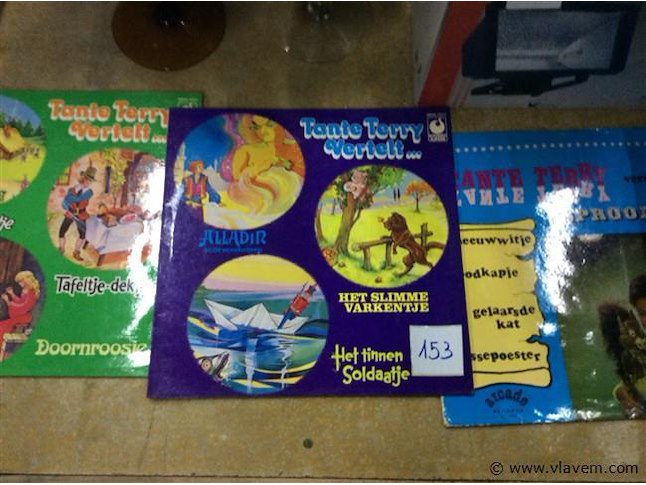 Tante Terry
Vertelt...
Tafeltje-dek
Doornroosje
Tante Terry
Vertelt...
ALLADIN
HET SLIMME
VARKENTJE
Het tinnen
Soldaatje
153
TANTE TERRY
eeuwwitje
odkapje
gelaarsde
kat
ssepoester
arcade
© www.vlavem.com